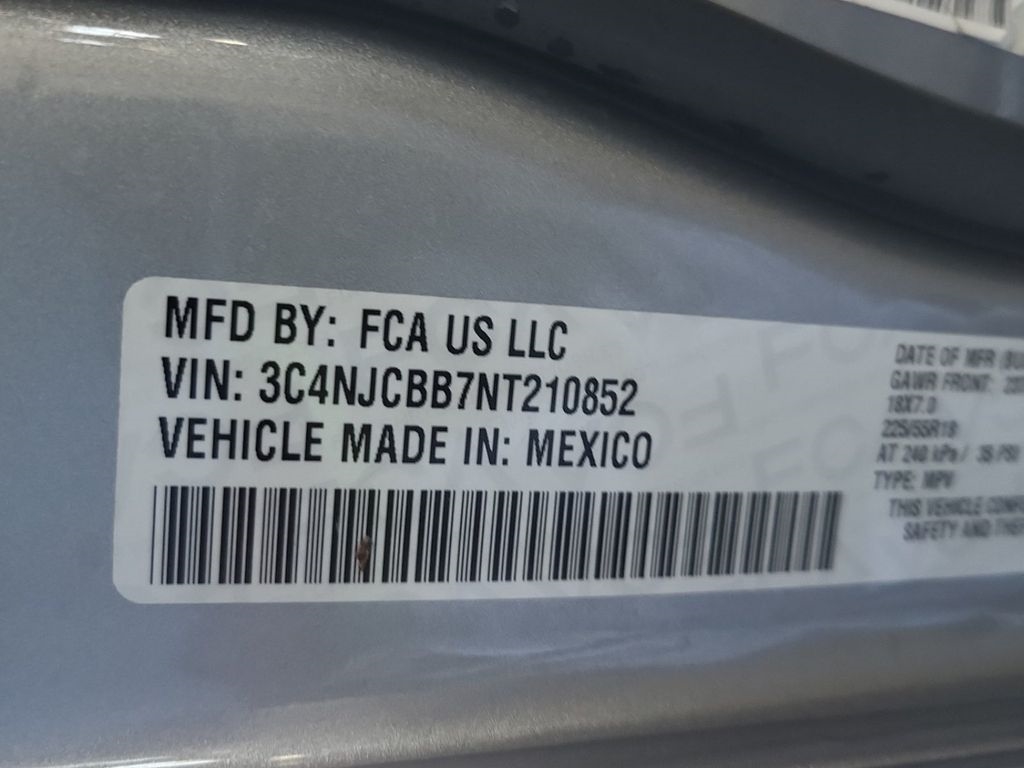 MFD BY: FCA US LLC
VIN: 3C4NJCBB7NT210852
VEHICLE MADE IN: MEXICO
DATE OF MFR
GAWR FRONT:
18X7.0
225/55R18
AT 240 kPa / 35 PSI
TYPE: MPV
THIS VEHICLE
SAFETY AND